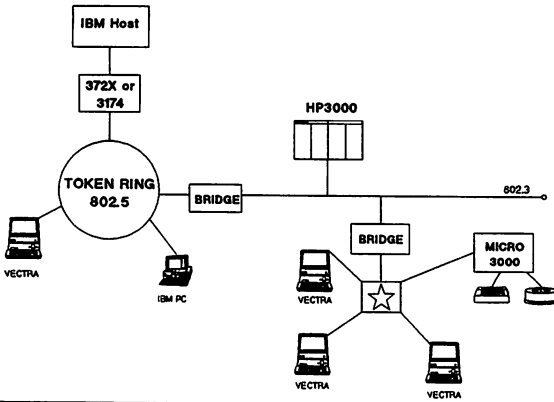 IBM Host
372X or
3174
HP3000
TOKEN RING
802.5
BRIDGE
802.3
BRIDGE
MICRO
3000
VECTRA
IBM PC
VECTRA
VECTRA
VECTRA